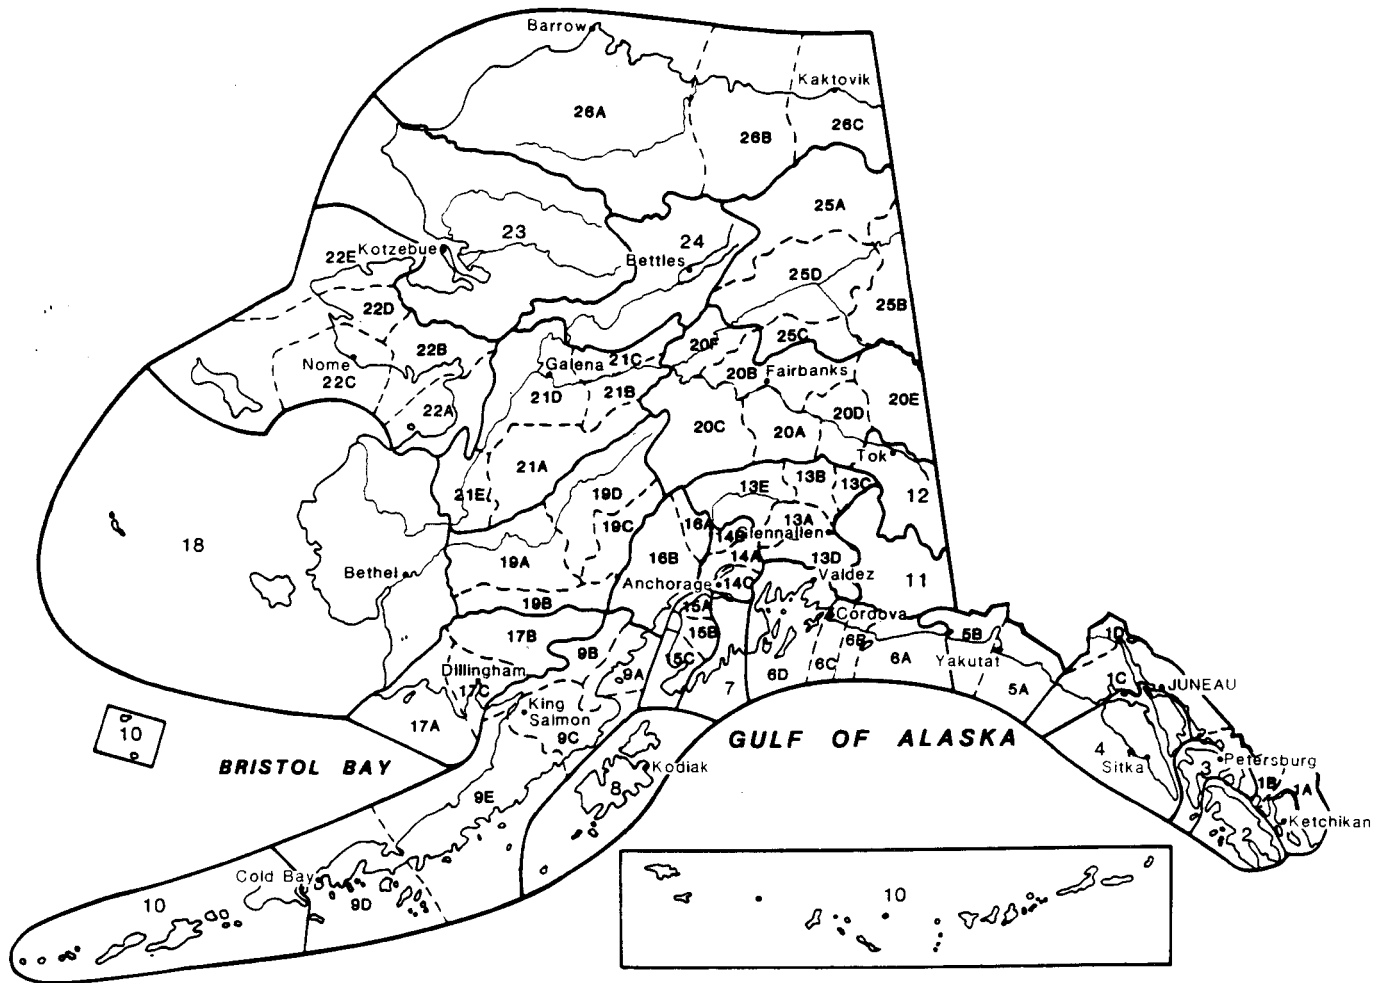 Barrow
Kaktovik
26A
26B
26C
25A
23
24
Kotzebue
22E
Bettles
25D
22D
25B
25C
20F
22B
21C
Nome
Galena
20B
Fairbanks
22C
21D
21B
20E
22A
20D
20C
20A
Tok
21A
13B
13E
13C
21E
19D
12
16A
19C
13A
Glennallen
18
14B
14A
16B
13D
19A
Bethel
Valdez
11
Anchorage
14C
19B
15A
Cordova
17B
15B
6B
5B
1D
9B
15C
6A
Yakutat
Dillingham
9A
6D
6C
17C
7
5A
1C
JUNEAU
King
Salmon
17A
9C
10
GULF OF ALASKA
4
BRISTOL BAY
Sitka
Petersburg
3
Kodiak
8
1B
1A
9E
Ketchikan
2
Cold Bay
10
9D
10